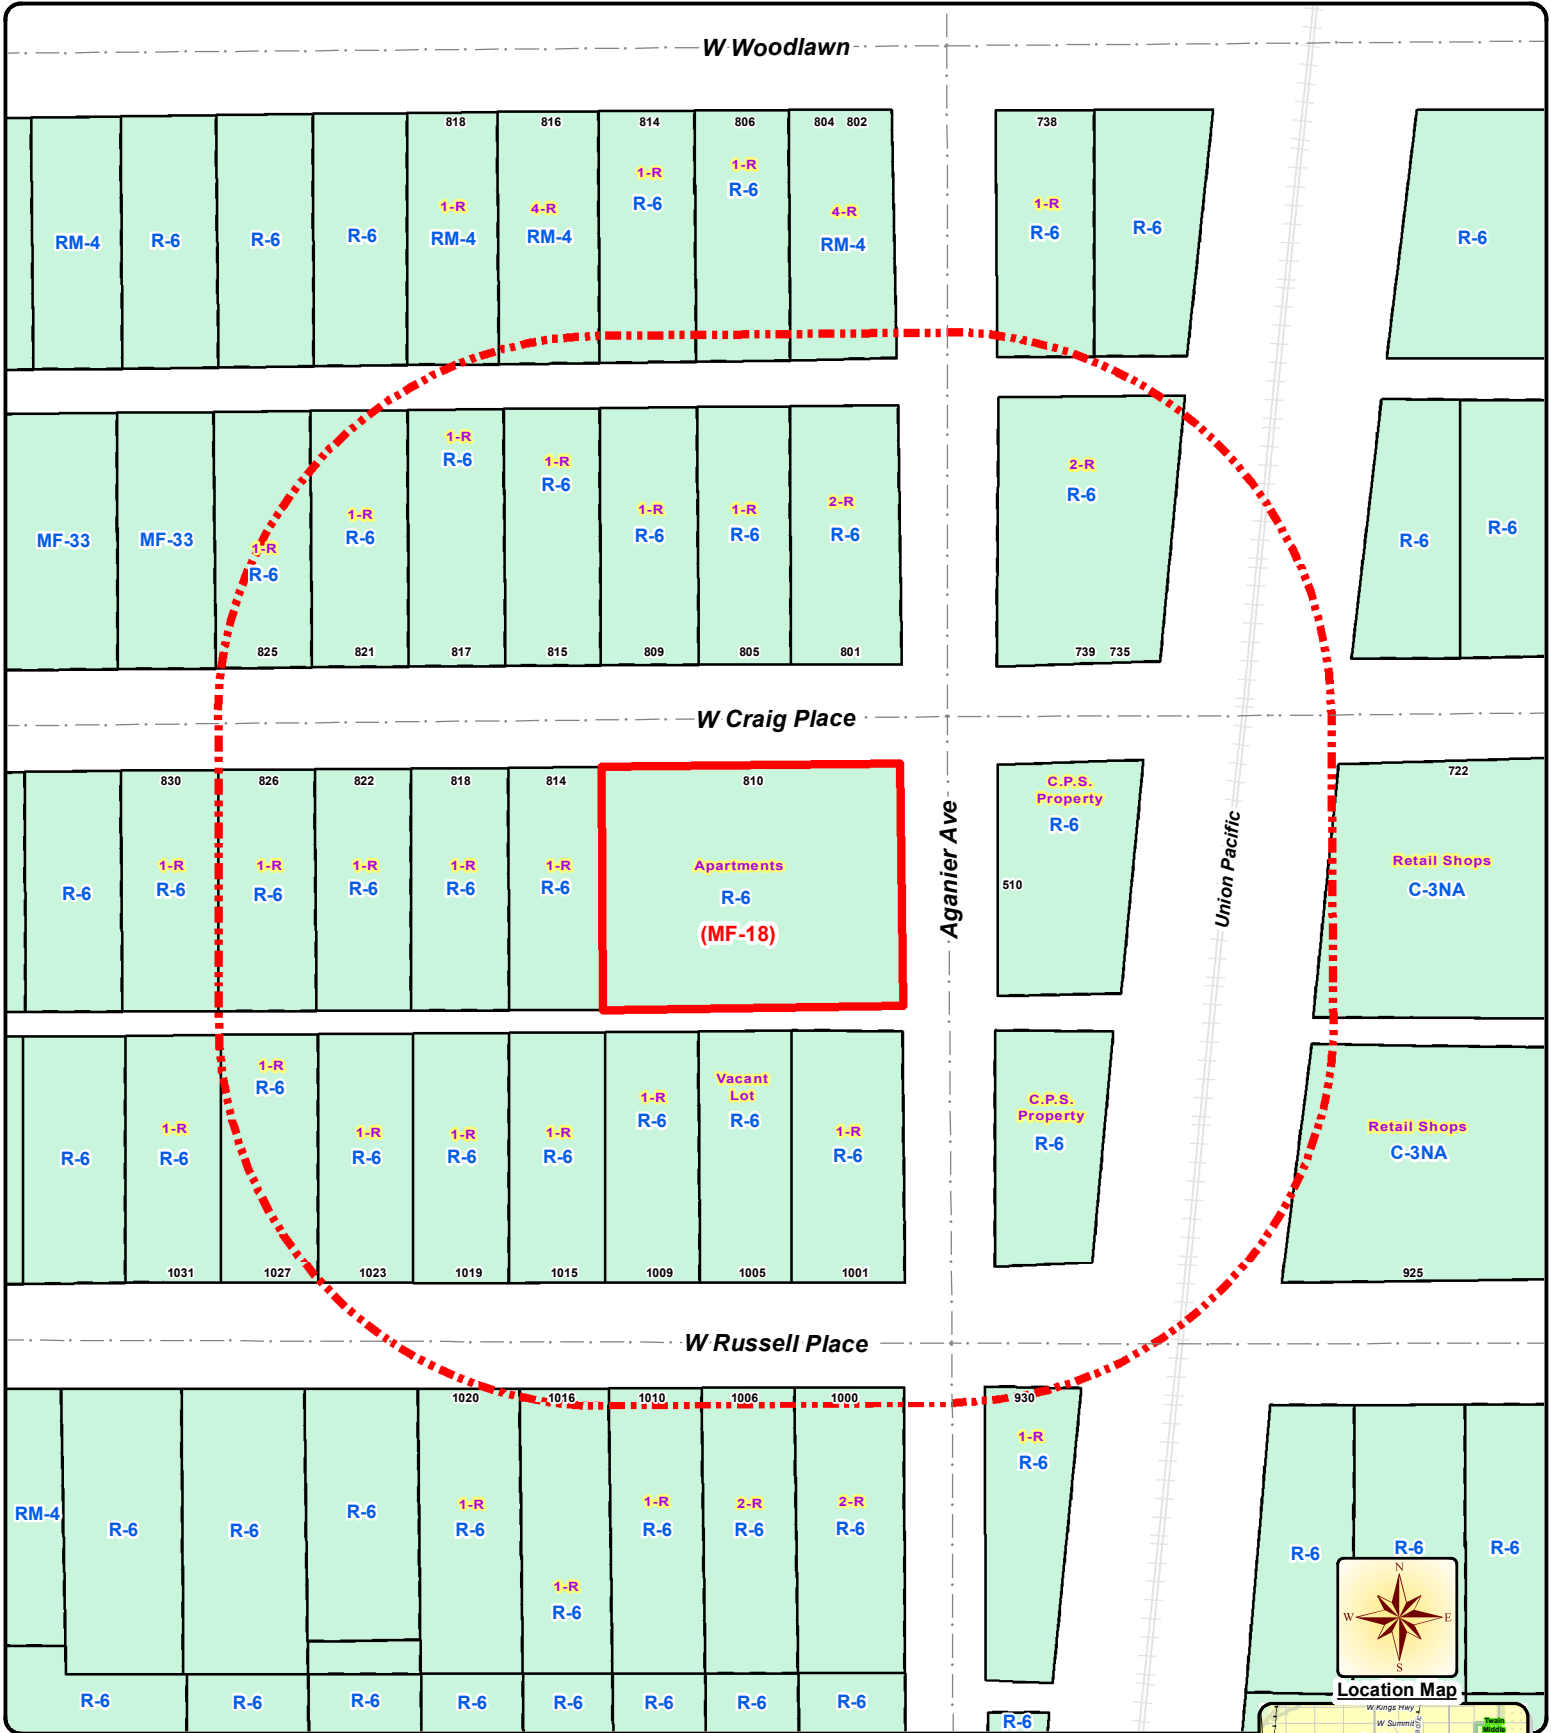 W Woodlawn
818
816
814
806
804 802
738
1-R
R-6
1-R
R-6
1-R
RM-4
4-R
RM-4
4-R
RM-4
1-R
R-6
RM-4
R-6
R-6
R-6
R-6
R-6
1-R
R-6
1-R
R-6
2-R
R-6
MF-33
MF-33
1-R
R-6
1-R
R-6
1-R
R-6
1-R
R-6
2-R
R-6
R-6
R-6
825
821
817
815
809
805
801
739 735
W Craig Place
830
826
822
818
814
810
C.P.S.
Property
R-6
510
722
R-6
1-R
R-6
1-R
R-6
1-R
R-6
1-R
R-6
1-R
R-6
Apartments
R-6
(MF-18)
Aganier Ave
Union Pacific
Retail Shops
C-3NA
R-6
1-R
R-6
1-R
R-6
1-R
R-6
1-R
R-6
1-R
R-6
1-R
R-6
Vacant
Lot
R-6
1-R
R-6
C.P.S.
Property
R-6
Retail Shops
C-3NA
1031
1027
1023
1019
1015
1009
1005
1001
925
W Russell Place
1020
1016
1010
1006
1000
930
1-R
R-6
RM-4
R-6
R-6
R-6
1-R
R-6
1-R
R-6
1-R
R-6
2-R
R-6
2-R
R-6
R-6
R-6
R-6
N
W
E
S
Location Map
R-6
R-6
R-6
R-6
R-6
R-6
R-6
R-6
R-6
W Kings Hwy
W Summit
Twain
Middle